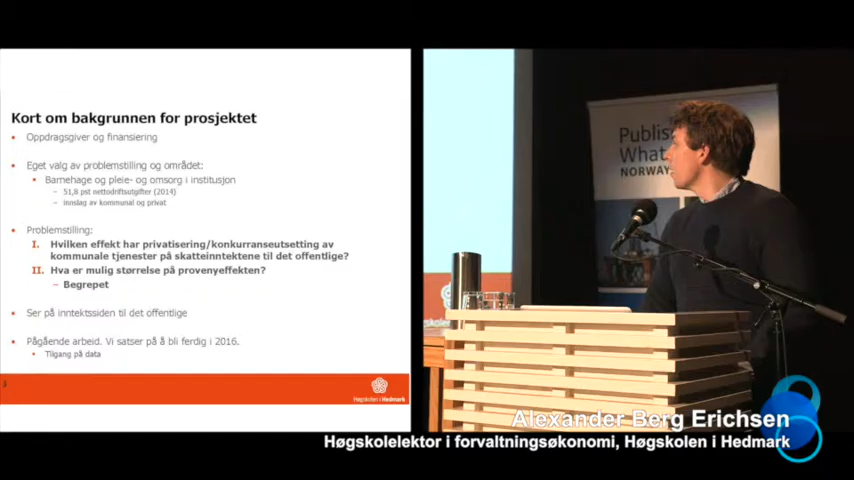 Kort om bakgrunnen for prosjektet
Oppdragsgiver og finansiering
Eget valg av problemstilling og området:
Barnehage og pleie- og omsorg i institusjon
51,8 pst nettodriftsutgifter (2014)
innslag av kommunal og privat
Problemstilling:
I. Hvilken effekt har privatisering/konkurranseutsetting av
kommunale tjenester på skatteinntektene til det offentlige?
II. Hva er mulig størrelse på provenyeffekten?
Begrepet
Ser på inntektssiden til det offentlige
Pågående arbeid. Vi satser på å bli ferdig i 2016.
Tilgang på data
3
Høgskolen i Hedmark
Publis
What
NORWAY
Alexander Berg Erichsen
Høgskolelektor i forvaltningsøkonomi, Høgskolen i Hedmark